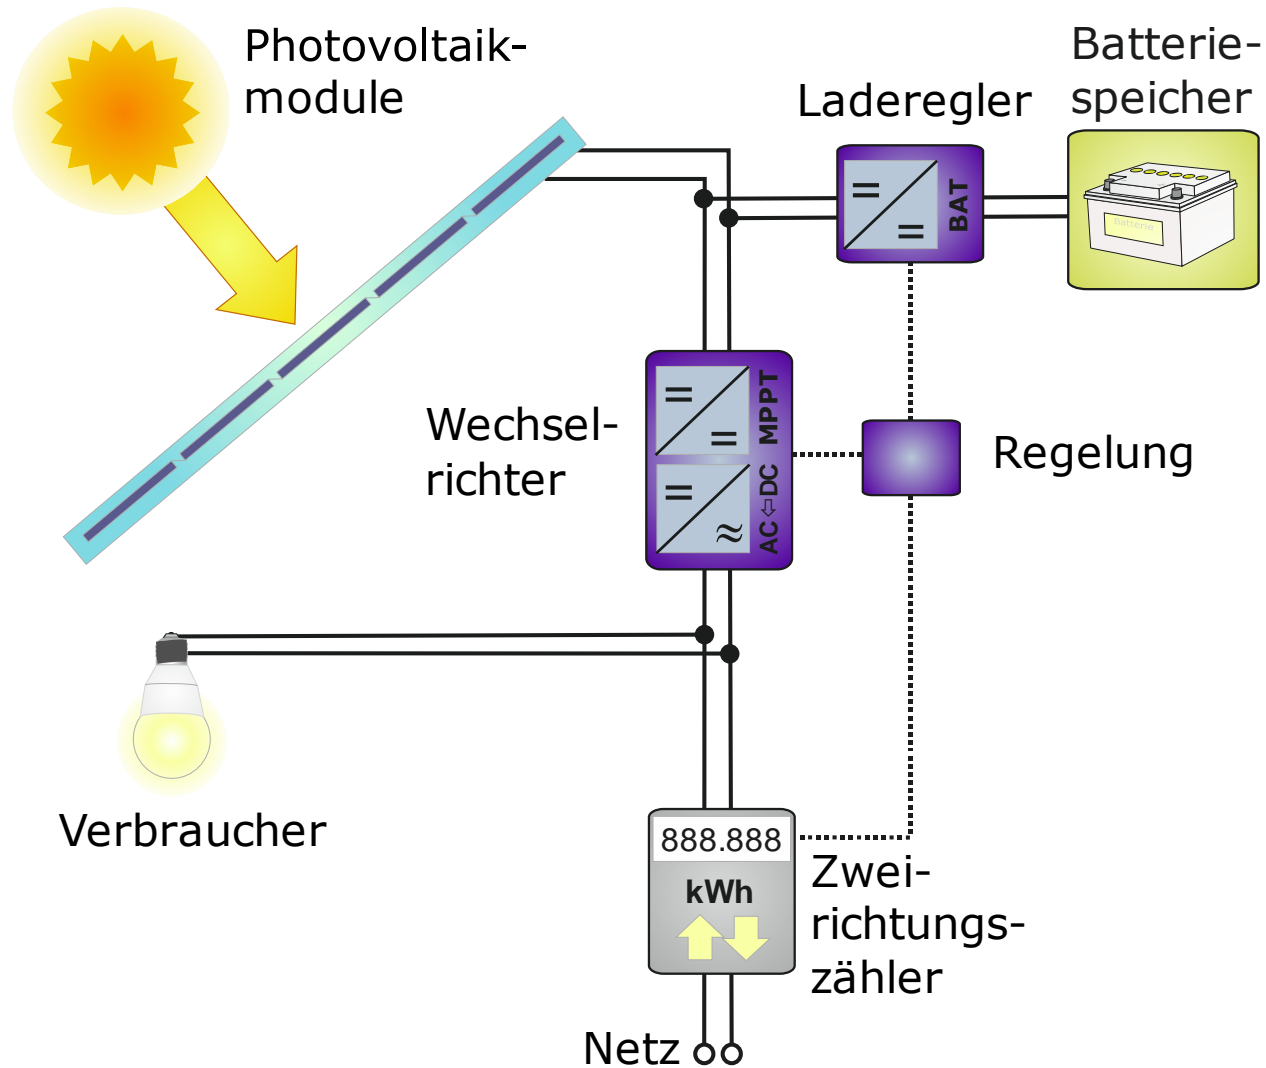 Photovoltaik-
module
Batterie-
speicher
Laderegler
BAT
Batterie
Wechsel-
richter
MPPT
AC⇔DC
Regelung
Verbraucher
888.888
kWh
Zwei-
richtungs-
zähler
Netz